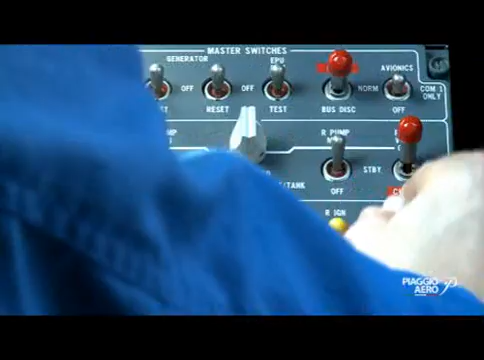 MASTER SWITCHES
GENERATOR
EPU
AVIONICS
OFF
OFF
NORM
COM 1
ONLY
RESET
TEST
BUS DISC
OFF
R PUMP
STBY
OFF
R IGN
PIAGGIO
AERO